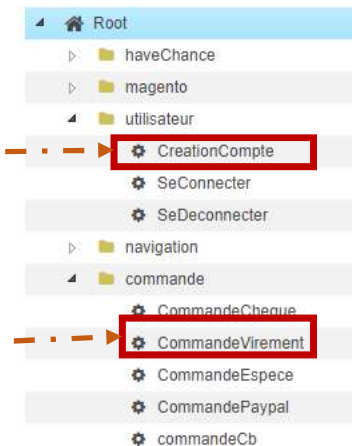 Root
haveChance
magento
utilisateur
CreationCompte
SeConnecter
SeDeconnecter
navigation
commande
CommandeCheque
CommandeVirement
CommandeEspece
CommandePaypal
commandeCb